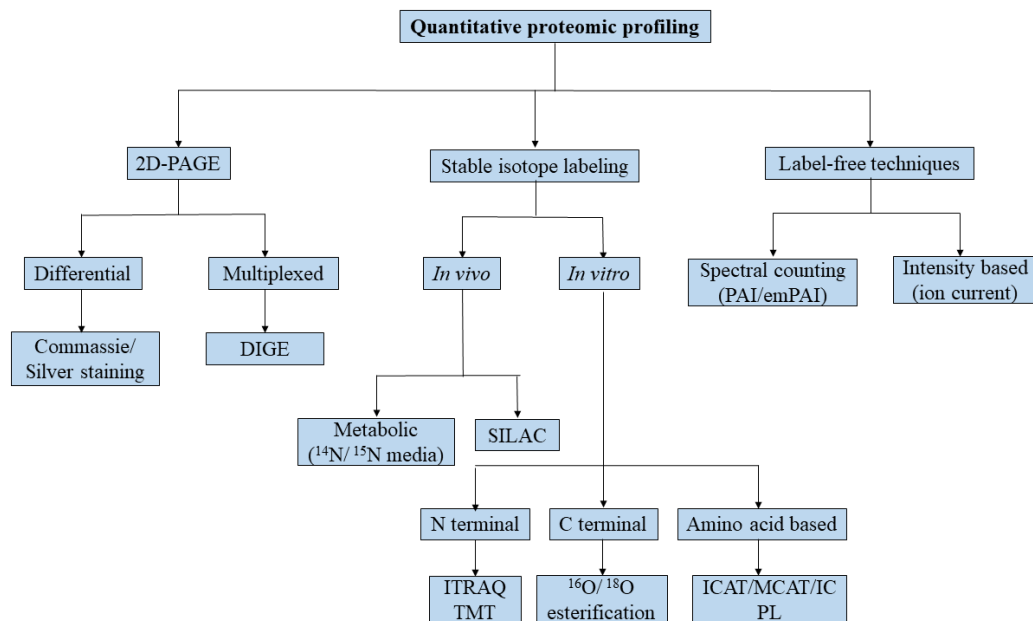 Quantitative proteomic profiling
2D-PAGE
Stable isotope labeling
Label-free techniques
Differential
Multiplexed
In vivo
In vitro
Spectral counting
(PAI/emPAI)
Intensity based
(ion current)
Commassie/
Silver staining
DIGE
Metabolic
(¹⁴N/ ¹⁵N media)
SILAC
N terminal
C terminal
Amino acid based
ITRAQ
TMT
¹⁶O/ ¹⁸O
esterification
ICAT/MCAT/IC
PL